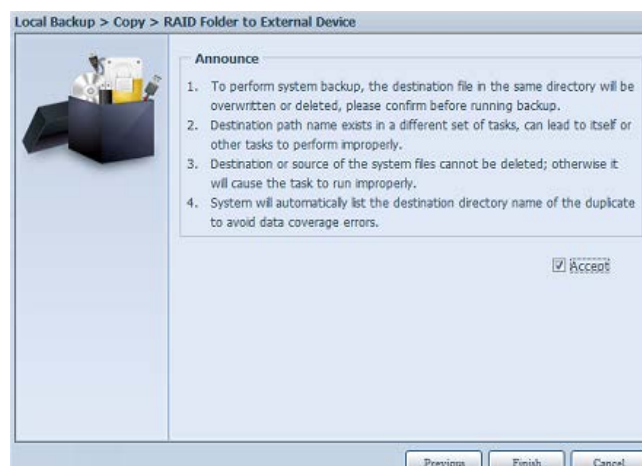 Local Backup > Copy > RAID Folder to External Device
Announce
1. To perform system backup, the destination file in the same directory will be
overwritten or deleted, please confirm before running backup.
2. Destination path name exists in a different set of tasks, can lead to itself or
other tasks to perform improperly.
3. Destination or source of the system files cannot be deleted; otherwise it
will cause the task to run improperly.
4. System will automatically list the destination directory name of the duplicate
to avoid data coverage errors.
Accept
Previous Finish Cancel